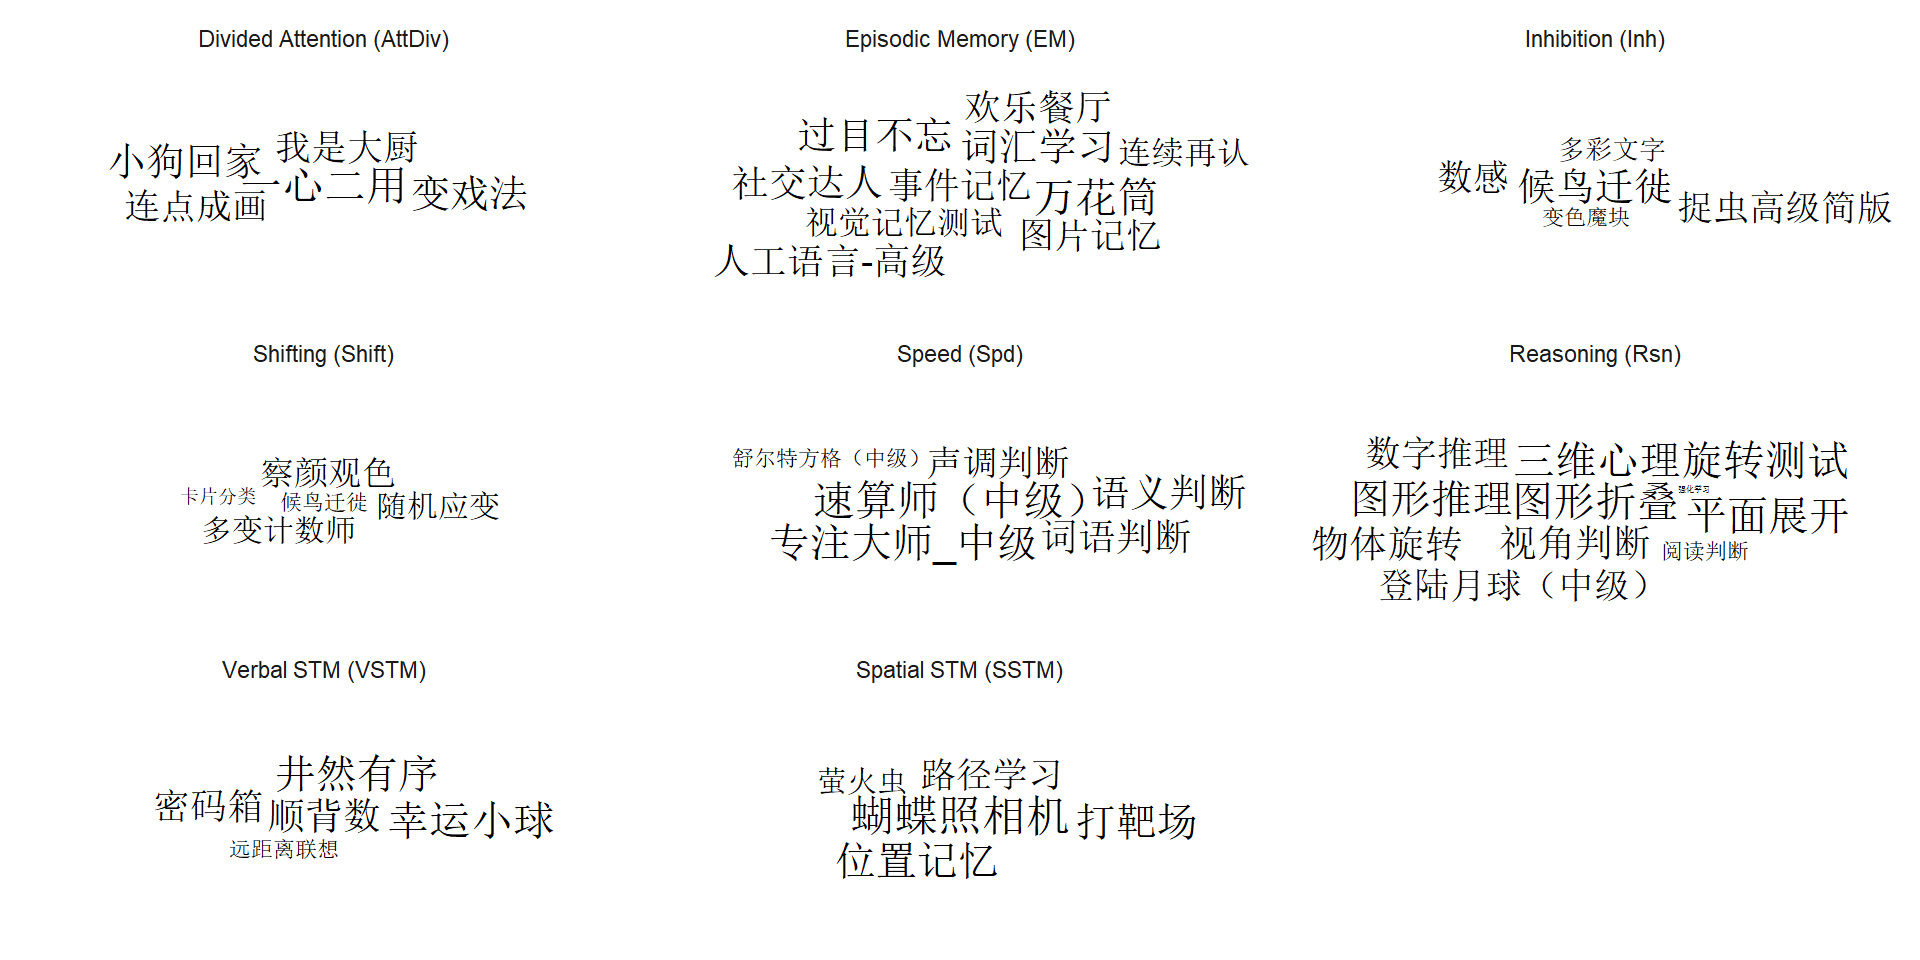 Divided Attention (AttDiv)
小狗回家
我是大厨
连点成画
一心二用
变戏法
Episodic Memory (EM)
欢乐餐厅
过目不忘
词汇学习
连续再认
社交达人
事件记忆
万花筒
视觉记忆测试
图片记忆
人工语言-高级
Inhibition (Inh)
多彩文字
数感
候鸟迁徙
变色魔块
捉虫高级简版
Shifting (Shift)
察颜观色
卡片分类
候鸟迁徙
随机应变
多变计数师
Speed (Spd)
舒尔特方格（中级）
声调判断
速算师（中级）
语义判断
专注大师_中级
词语判断
Reasoning (Rsn)
数字推理
三维心理旋转测试
图形推理
图形折叠
强化学习
平面展开
物体旋转
视角判断
阅读判断
登陆月球（中级）
Verbal STM (VSTM)
井然有序
密码箱
顺背数
幸运小球
远距离联想
Spatial STM (SSTM)
萤火虫
路径学习
蝴蝶照相机
打靶场
位置记忆